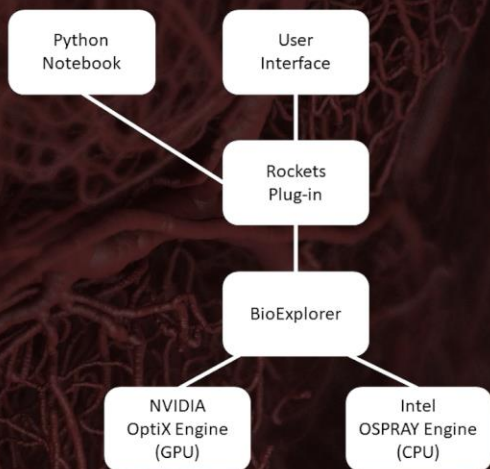 Python
Notebook
User
Interface
Rockets
Plug-in
BioExplorer
NVIDIA
OptiX Engine
(GPU)
Intel
OSPRAY Engine
(CPU)